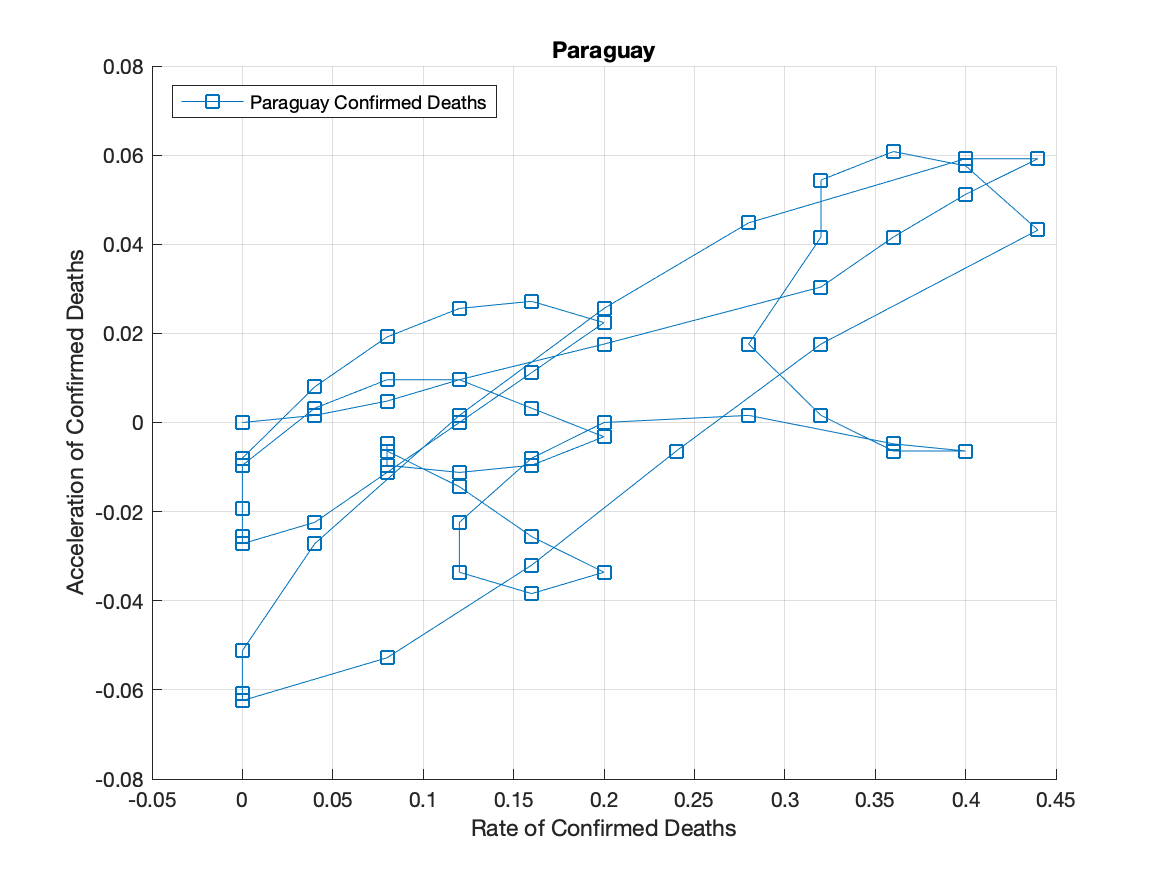 Paraguay
Paraguay Confirmed Deaths
0.08
0.06
0.04
0.02
0
-0.02
-0.04
-0.06
-0.08
Acceleration of Confirmed Deaths
-0.05 0 0.05 0.1 0.15 0.2 0.25 0.3 0.35 0.4 0.45
Rate of Confirmed Deaths